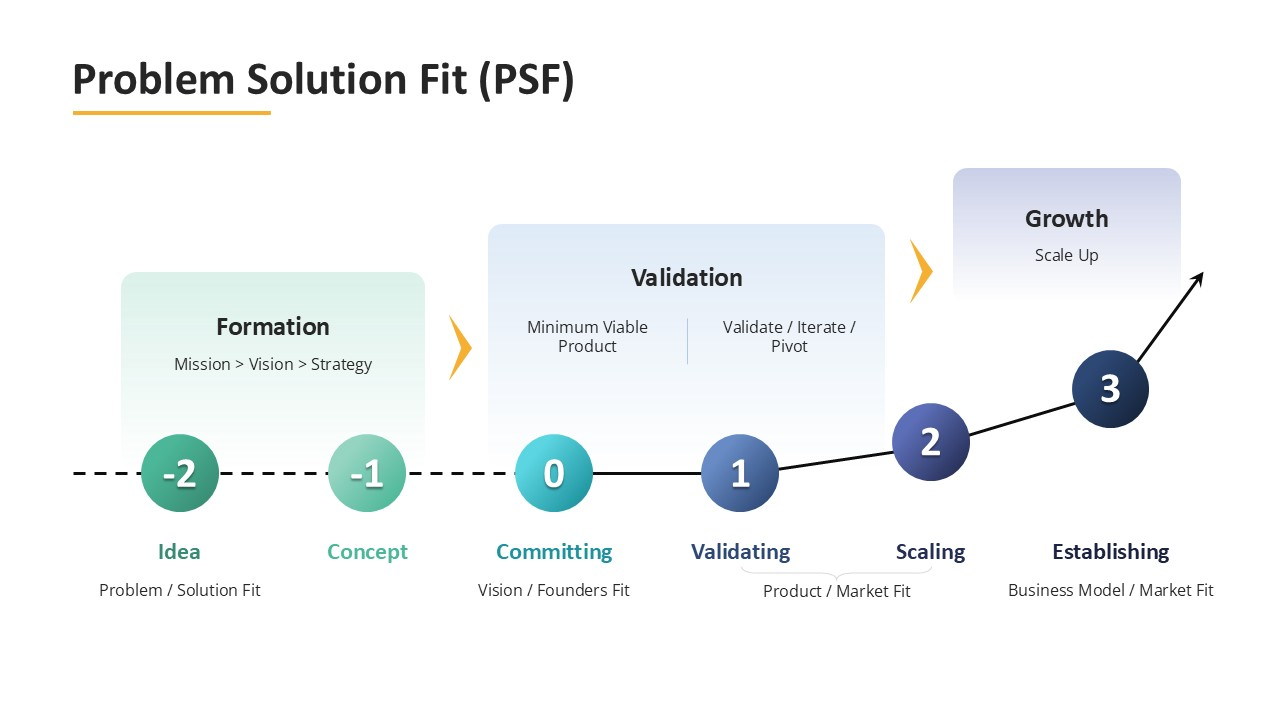 Problem Solution Fit (PSF)
Growth
Scale Up
Validation
Minimum Viable
Product
Validate / Iterate /
Pivot
Formation
Mission > Vision > Strategy
-2
-1
0
1
2
3
Idea
Concept
Committing
Validating
Scaling
Establishing
Problem / Solution Fit
Vision / Founders Fit
Product / Market Fit
Business Model / Market Fit